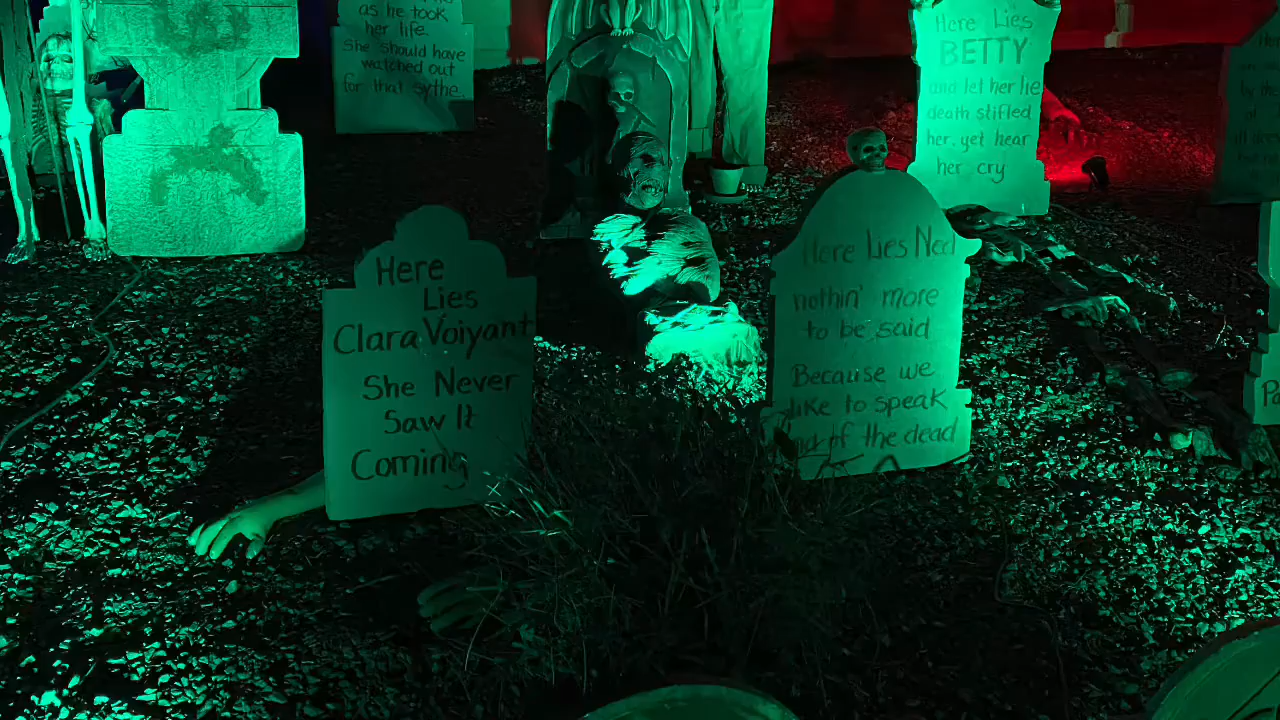 as he took
her life.
She should have
watched out
for that sythe.
Here Lies
BETTY
and let her lie
death stifled
her, yet hear
her cry
Here
Lies
Clara Voiyant
She Never
Saw It
Coming
Here Lies Ned
nothin' more
to be said
Because we
like to speak
of the dead